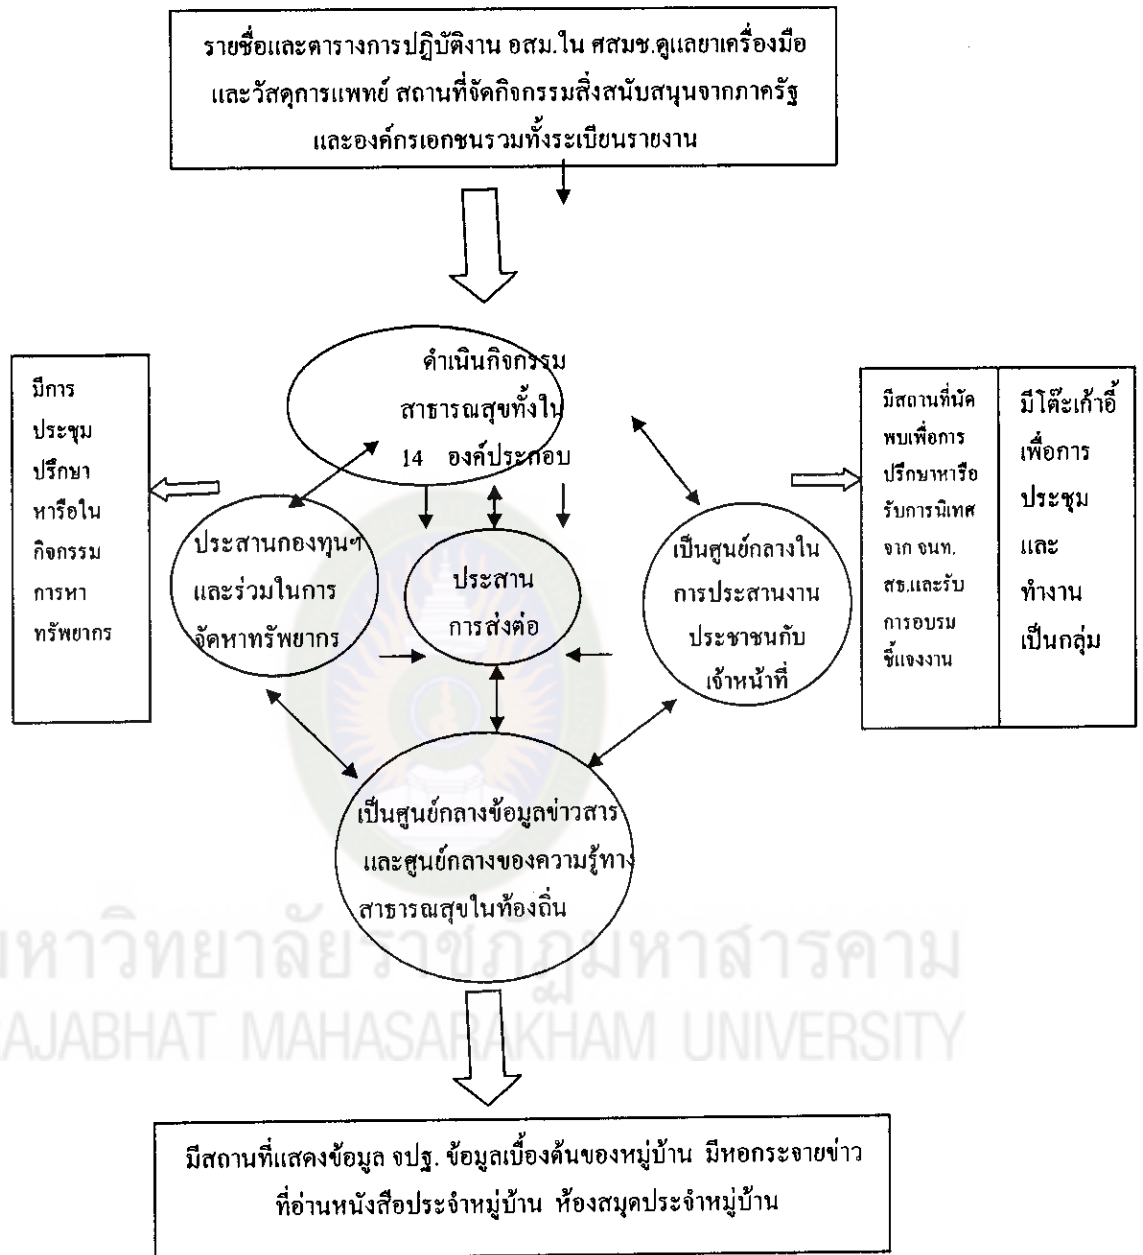 รายชื่อและตารางการปฏิบัติงาน อสม.ใน ศสมช.ดูแลยาเครื่องมือ
และวัสดุการแพทย์ สถานที่จัดกิจกรรมสิ่งสนับสนุนจากภาครัฐ
และองค์กรเอกชนรวมทั้งระเบียนรายงาน
ดำเนินกิจกรรม
สาธารณสุขทั้งใน
14 องค์ประกอบ
มีการ
ประชุม
ปรึกษา
หารือใน
กิจกรรม
การหา
ทรัพยากร
ประสานกองทุนฯ
และร่วมในการ
จัดหาทรัพยากร
ประสาน
การส่งต่อ
เป็นศูนย์กลางใน
การประสานงาน
ประชาชนกับ
เจ้าหน้าที่
มีสถานที่นัด
พบเพื่อการ
ปรึกษาหารือ
รับการนิเทศ
จาก จนท.
สธ.และรับ
การอบรม
ชี้แจงงาน
มีโต๊ะเก้าอี้
เพื่อการ
ประชุม
และ
ทำงาน
เป็นกลุ่ม
เป็นศูนย์กลางข้อมูลข่าวสาร
และศูนย์กลางของความรู้ทาง
สาธารณสุขในท้องถิ่น
มหาวิทยาลัยราชภัฏมหาสารคาม
RAJABHAT MAHASARAKHAM UNIVERSITY
มีสถานที่แสดงข้อมูล จปฐ. ข้อมูลเบื้องต้นของหมู่บ้าน มีหอกระจายข่าว
ที่อ่านหนังสือประจำหมู่บ้าน ห้องสมุดประจำหมู่บ้าน